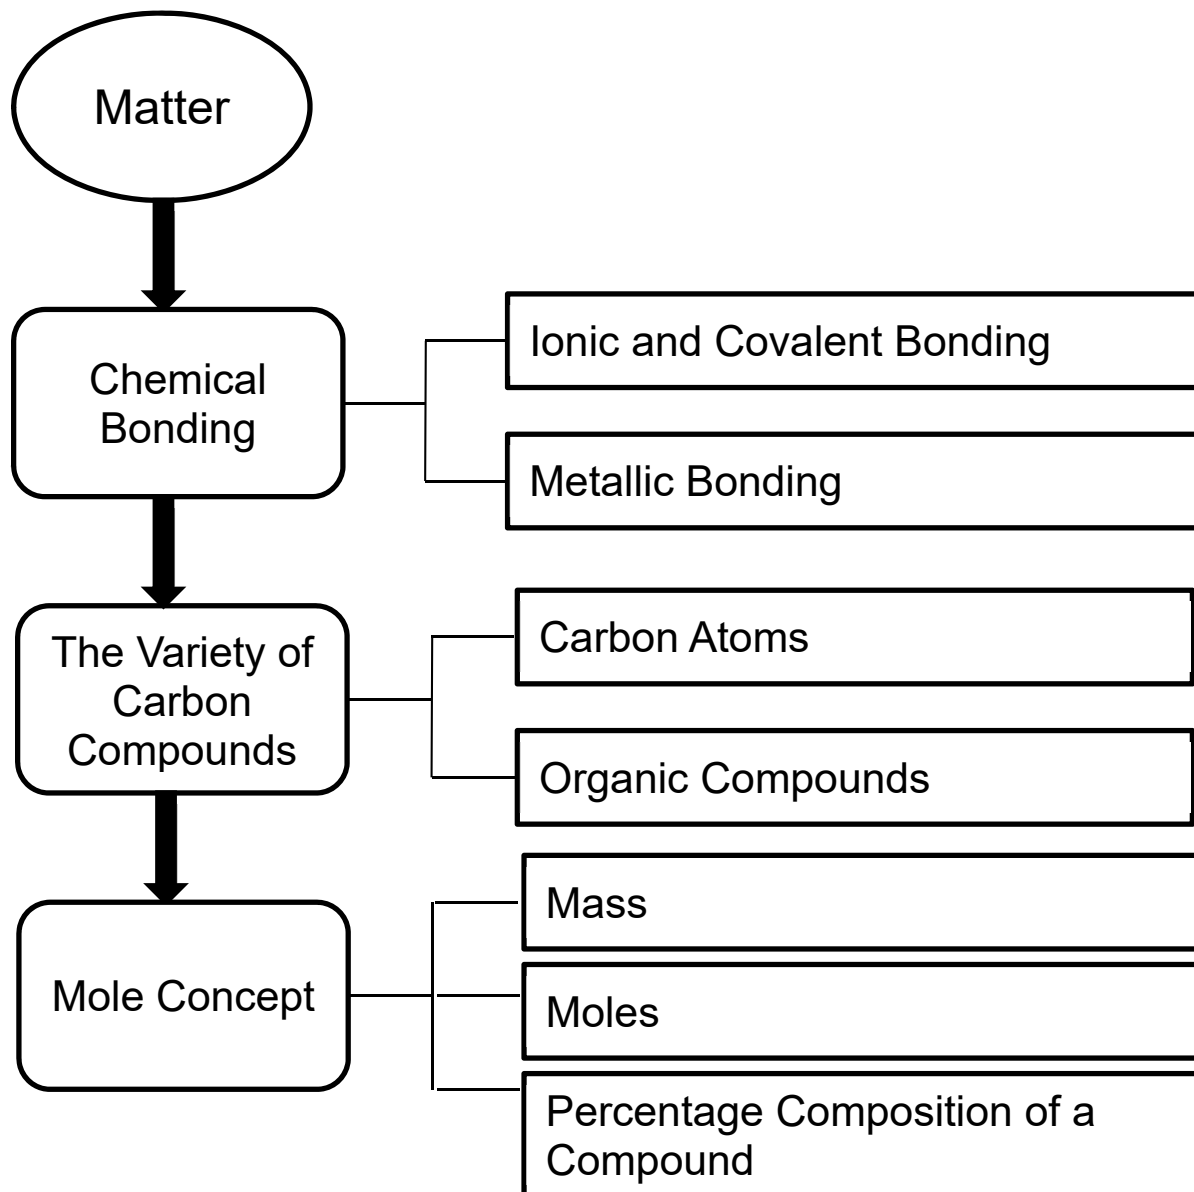 Matter
Chemical
Bonding
Ionic and Covalent Bonding
Metallic Bonding
The Variety of
Carbon
Compounds
Carbon Atoms
Organic Compounds
Mole Concept
Mass
Moles
Percentage Composition of a
Compound